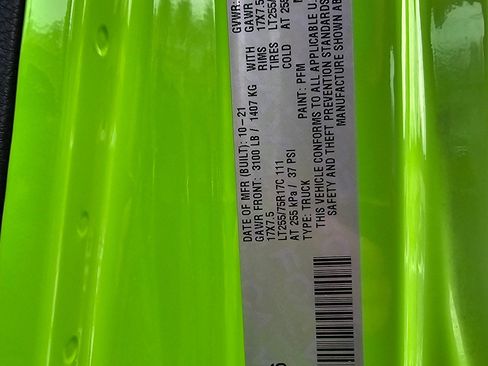 DATE OF MFR (BUILT): 10-21 GVWR:
GAWR FRONT: 3100 LB / 1407 KG WITH GAWR
17X7.5 RIMS 17X7.5
LT255/75R17C 111 TIRES LT255/
AT 255 kPa / 37 PSI COLD AT 255
TYPE: TRUCK PAINT: PFM
THIS VEHICLE CONFORMS TO ALL APPLICABLE U.
SAFETY AND THEFT PREVENTION STANDARDS
MANUFACTURE SHOWN AB